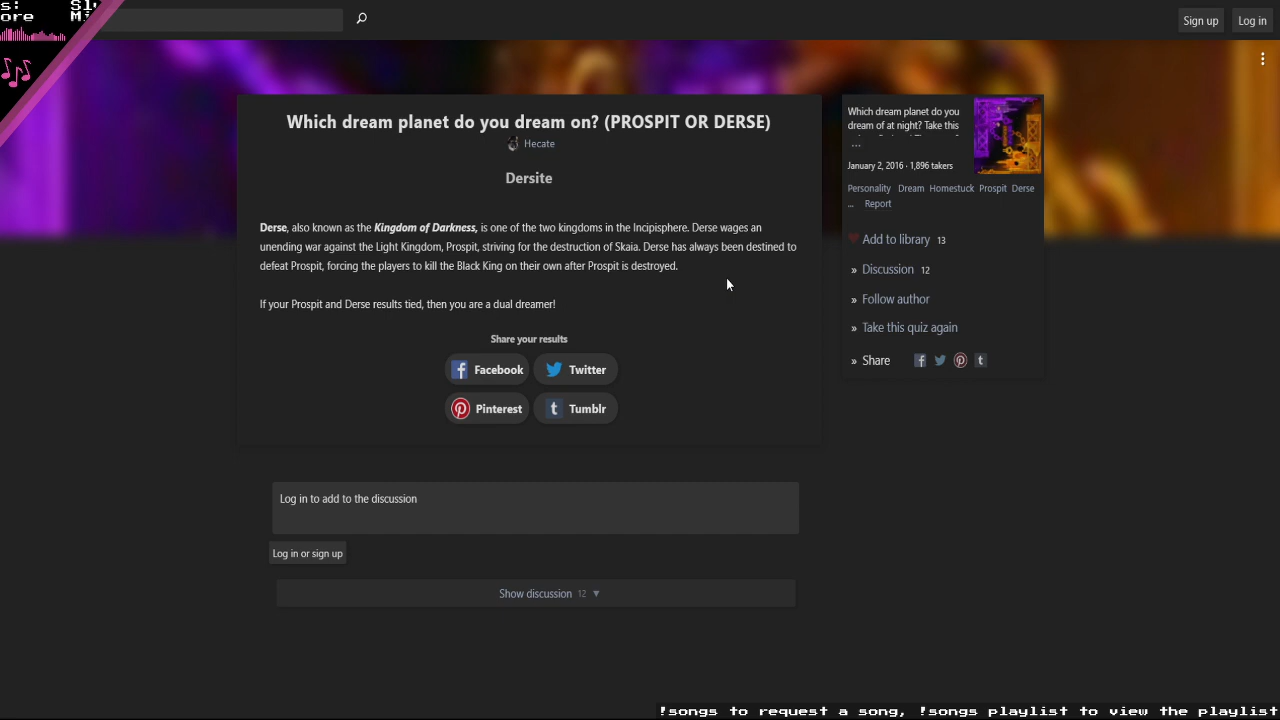 s: Sl
ore Mi
Sign up
Log in
Which dream planet do you dream on? (PROSPIT OR DERSE)
Hecate
Dersite
Derse, also known as the Kingdom of Darkness, is one of the two kingdoms in the Incipisphere. Derse wages an
unending war against the Light Kingdom, Prospit, striving for the destruction of Skaia. Derse has always been destined to
defeat Prospit, forcing the players to kill the Black King on their own after Prospit is destroyed.
If your Prospit and Derse results tied, then you are a dual dreamer!
Share your results
Facebook
Twitter
Pinterest
Tumblr
Log in to add to the discussion
Log in or sign up
Show discussion 12 ▼
Which dream planet do you
dream of at night? Take this
...
January 2, 2016 · 1,896 takers
Personality Dream Homestuck Prospit Derse
... Report
Add to library 13
» Discussion 12
» Follow author
» Take this quiz again
» Share
!songs to request a song, !songs playlist to view the playlist